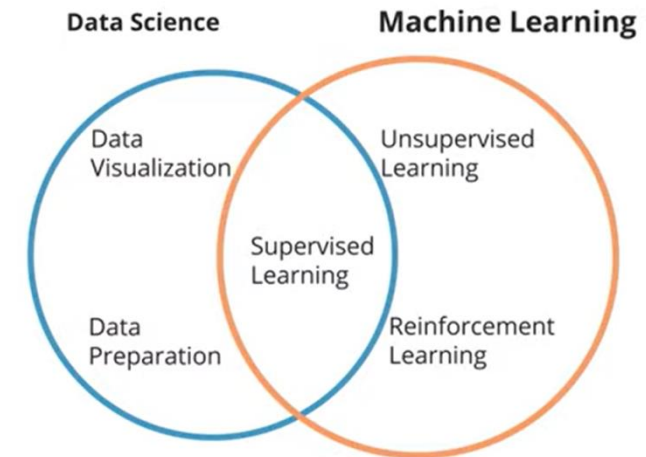 Data Science
Machine Learning
Data
Visualization
Unsupervised
Learning
Supervised
Learning
Data
Preparation
Reinforcement
Learning